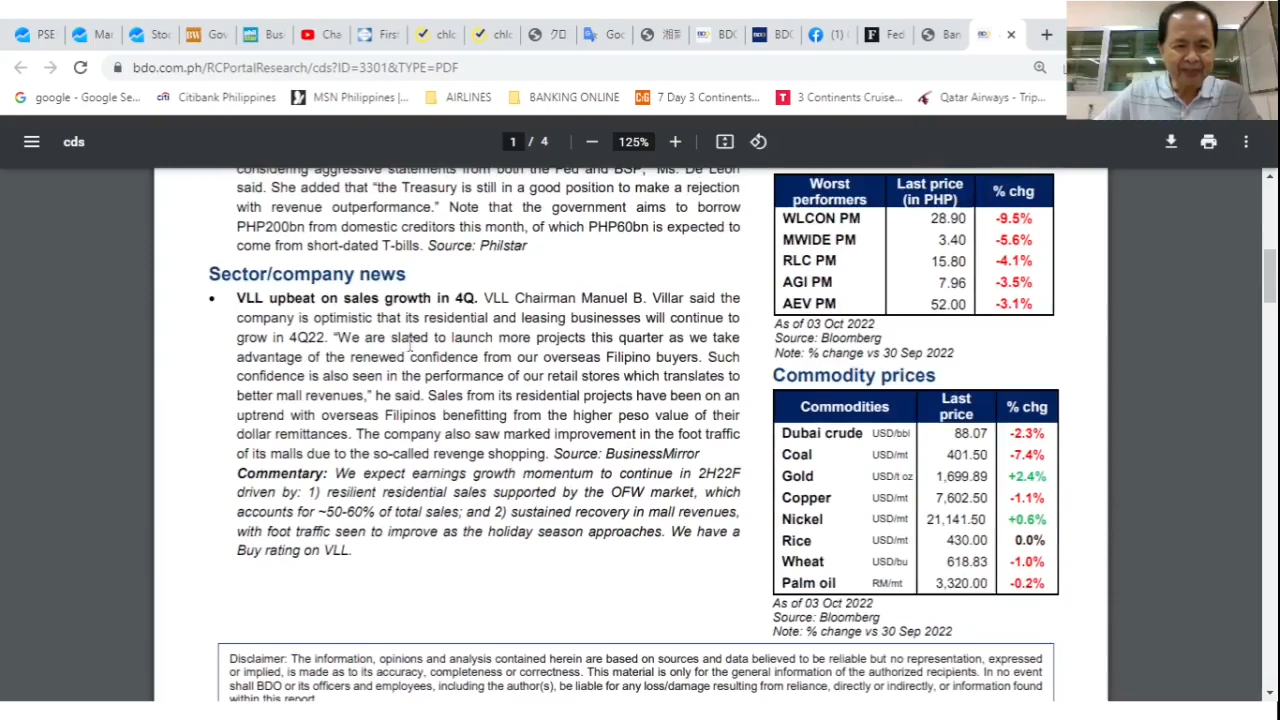 PSE
Mar
Stoc
Gov
Bus
Cha
First
chlo
chlo
クロ
Goo
湘南
BDO
BDO
(1)
Fed
Ban
bdo.com.ph/RCPortalResearch/cds?ID=3301&TYPE=PDF
google - Google Se...
Citibank Philippines
MSN Philippines |...
AIRLINES
BANKING ONLINE
7 Day 3 Continents...
3 Continents Cruise...
Qatar Airways - Trip...
cds
1 / 4
125%
considering aggressive statements from both the Fed and BSP," Ms. De Leon
said. She added that "the Treasury is still in a good position to make a rejection
with revenue outperformance." Note that the government aims to borrow
PHP200bn from domestic creditors this month, of which PHP60bn is expected to
come from short-dated T-bills. Source: Philstar
Sector/company news
• VLL upbeat on sales growth in 4Q. VLL Chairman Manuel B. Villar said the
company is optimistic that its residential and leasing businesses will continue to
grow in 4Q22. "We are slated to launch more projects this quarter as we take
advantage of the renewed confidence from our overseas Filipino buyers. Such
confidence is also seen in the performance of our retail stores which translates to
better mall revenues," he said. Sales from its residential projects have been on an
uptrend with overseas Filipinos benefitting from the higher peso value of their
dollar remittances. The company also saw marked improvement in the foot traffic
of its malls due to the so-called revenge shopping. Source: BusinessMirror
Commentary: We expect earnings growth momentum to continue in 2H22F
driven by: 1) resilient residential sales supported by the OFW market, which
accounts for ~50-60% of total sales; and 2) sustained recovery in mall revenues,
with foot traffic seen to improve as the holiday season approaches. We have a
Buy rating on VLL.
Worst performers Last price (in PHP) % chg
WLCON PM 28.90 -9.5%
MWIDE PM 3.40 -5.6%
RLC PM 15.80 -4.1%
AGI PM 7.96 -3.5%
AEV PM 52.00 -3.1%
As of 03 Oct 2022
Source: Bloomberg
Note: % change vs 30 Sep 2022
Commodity prices
Commodities Last price % chg
Dubai crude USD/bbl 88.07 -2.3%
Coal USD/mt 401.50 -7.4%
Gold USD/t oz 1,699.89 +2.4%
Copper USD/mt 7,602.50 -1.1%
Nickel USD/mt 21,141.50 +0.6%
Rice USD/mt 430.00 0.0%
Wheat USD/bu 618.83 -1.0%
Palm oil RM/mt 3,320.00 -0.2%
As of 03 Oct 2022
Source: Bloomberg
Note: % change vs 30 Sep 2022
Disclaimer: The information, opinions and analysis contained herein are based on sources and data believed to be reliable but no representation, expressed
or implied, is made as to its accuracy, completeness or correctness. This material is only for the general information of the authorized recipients. In no event
shall BDO or its officers and employees, including the author(s), be liable for any loss/damage resulting from reliance, directly or indirectly, or information found
within this report